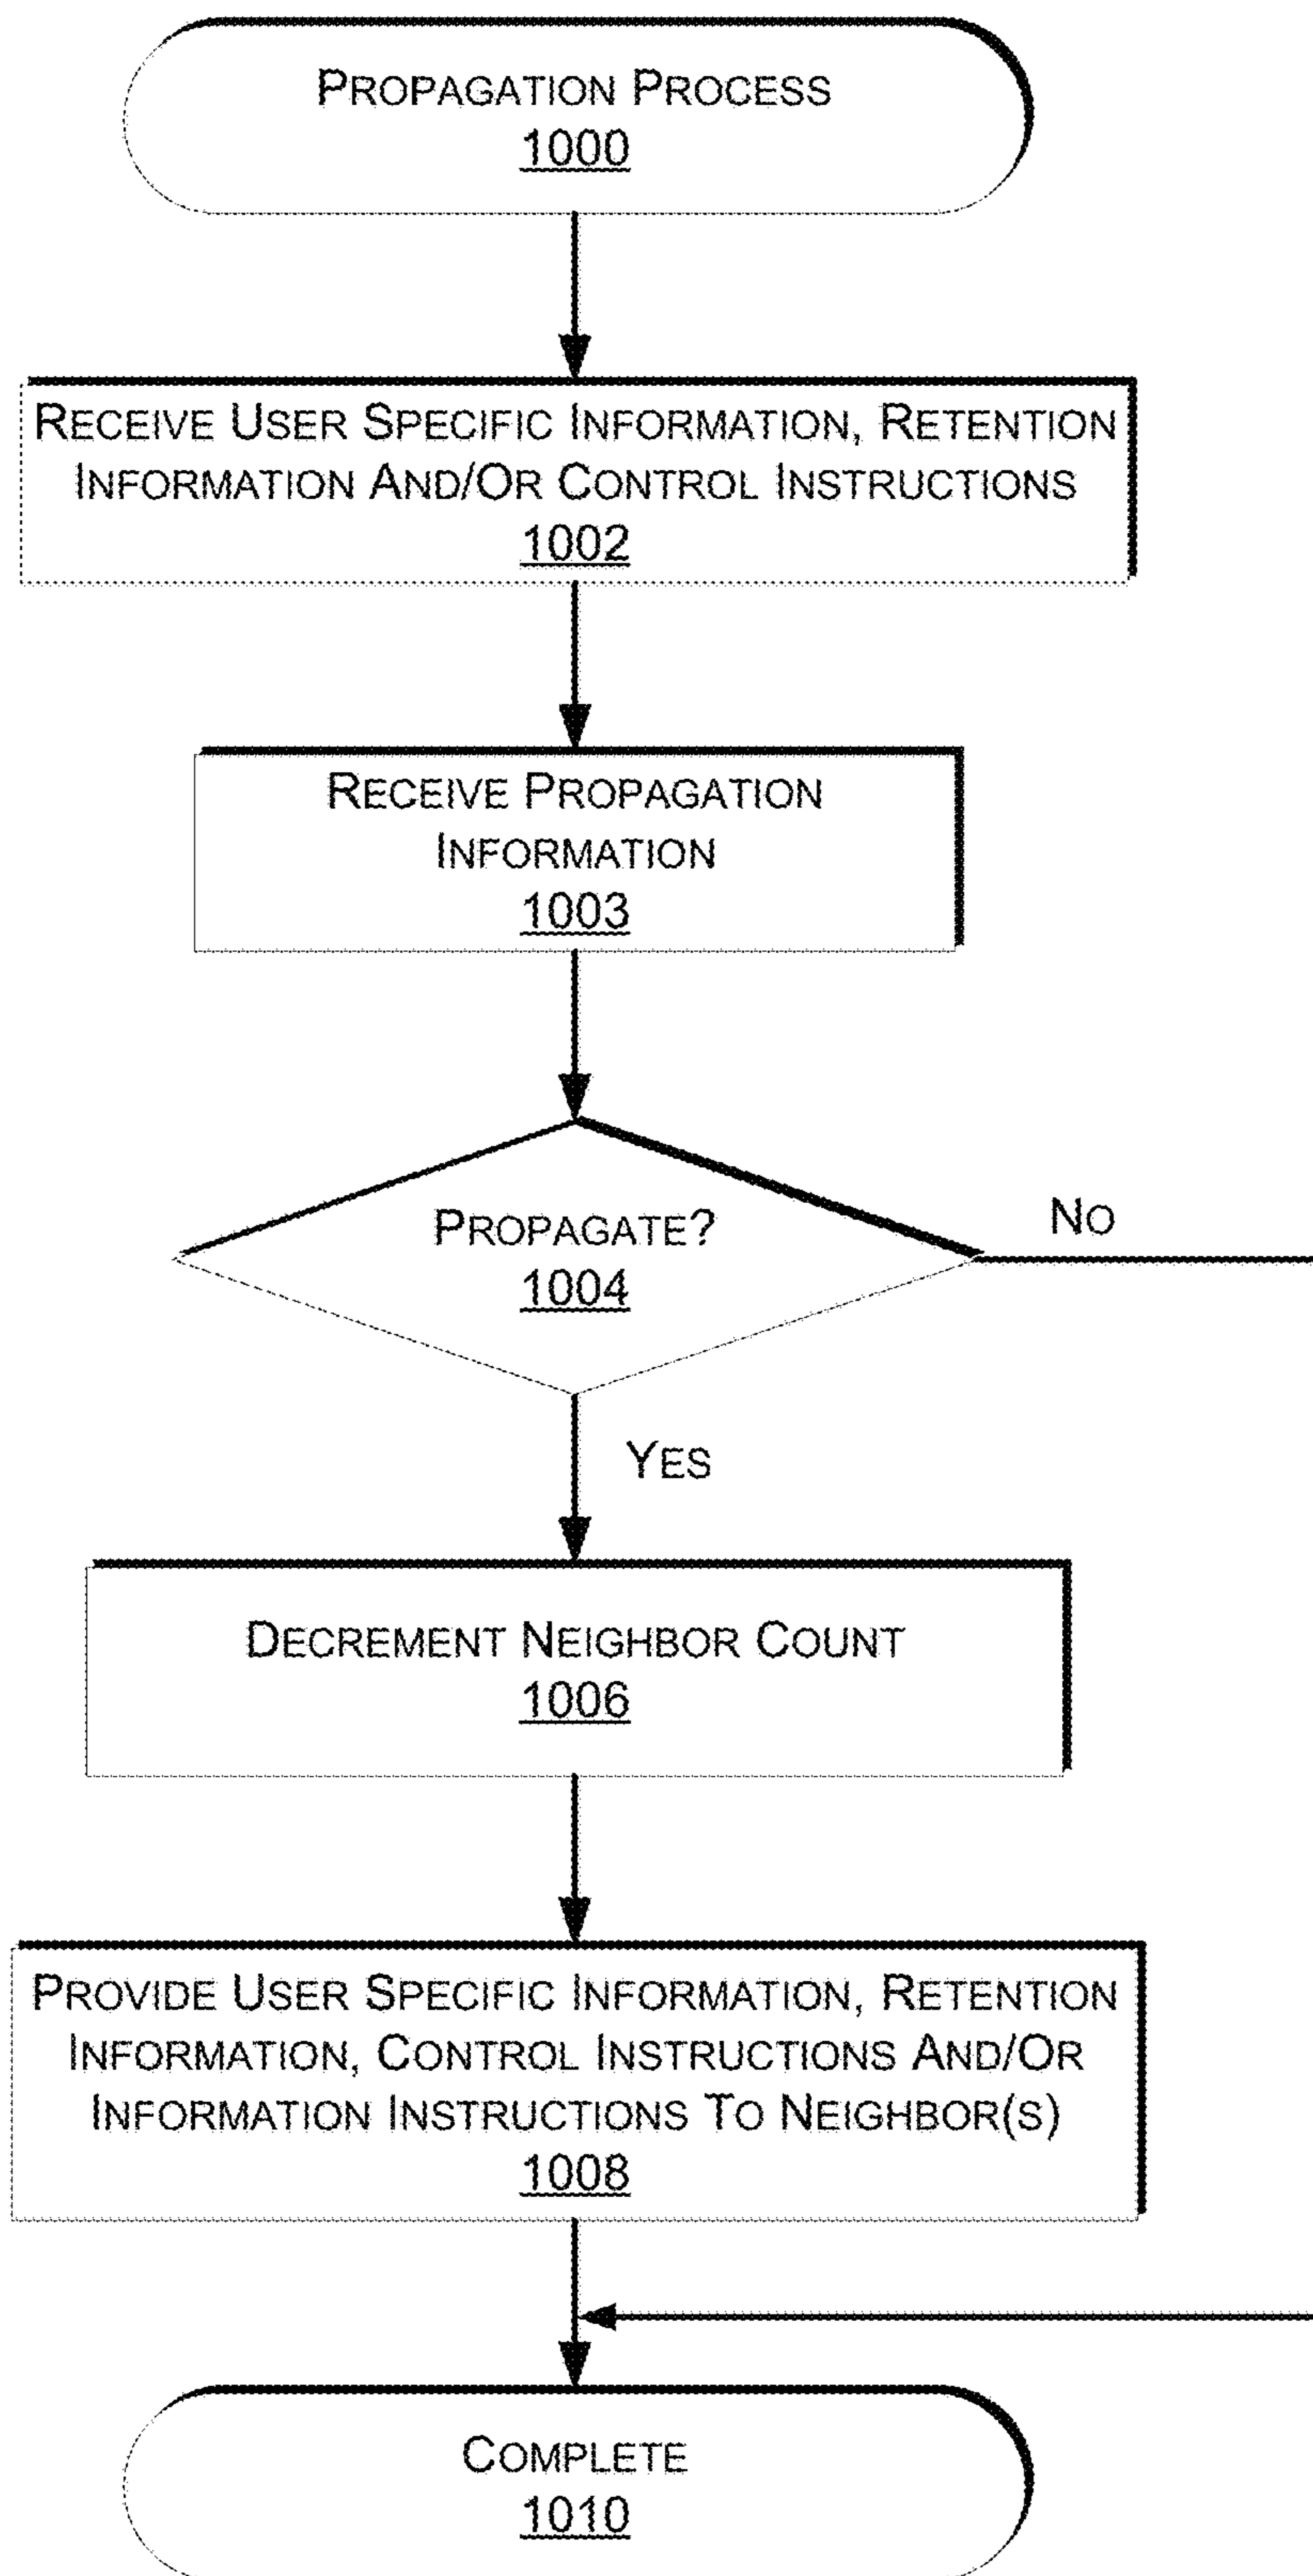 PROPAGATION PROCESS
1000
RECEIVE USER SPECIFIC INFORMATION, RETENTION
INFORMATION AND/OR CONTROL INSTRUCTIONS
1002
RECEIVE PROPAGATION
INFORMATION
1003
PROPAGATE?
1004
NO
YES
DECREMENT NEIGHBOR COUNT
1006
PROVIDE USER SPECIFIC INFORMATION, RETENTION
INFORMATION, CONTROL INSTRUCTIONS AND/OR
INFORMATION INSTRUCTIONS TO NEIGHBOR(S)
1008
COMPLETE
1010